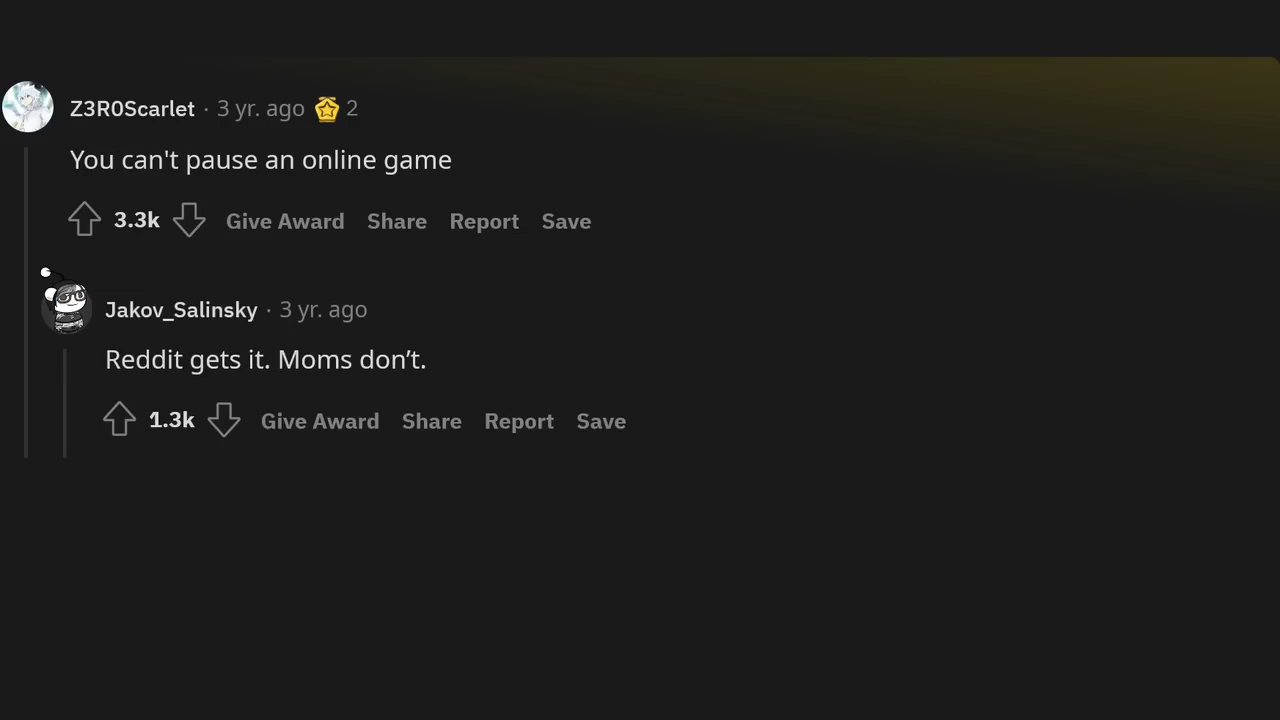 Z3R0Scarlet · 3 yr. ago 2
You can't pause an online game
3.3k Give Award Share Report Save
Jakov_Salinsky · 3 yr. ago
Reddit gets it. Moms don’t.
1.3k Give Award Share Report Save